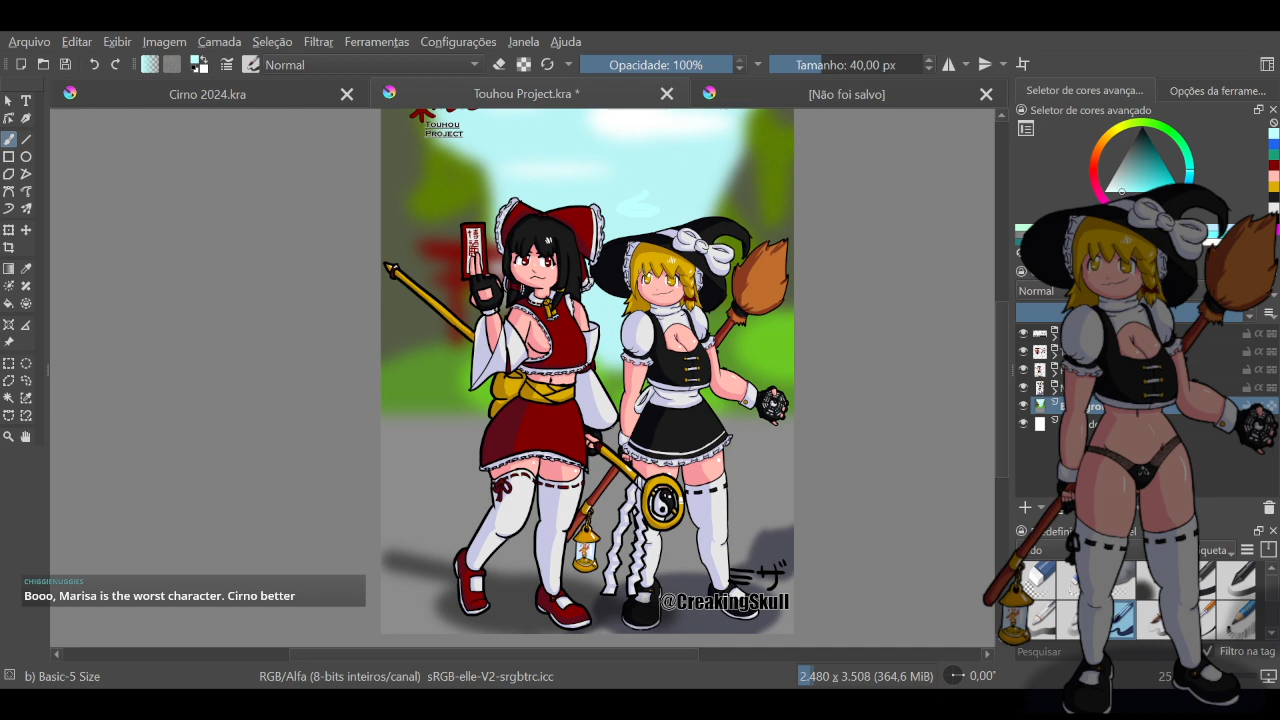 Arquivo Editar Exibir Imagem Camada Seleção Filtrar Ferramentas Configurações Janela Ajuda
Normal
Opacidade: 100%
Tamanho: 40,00 px
Cirno 2024.kra
Touhou Project.kra *
[Não foi salvo]
Seletor de cores avança...
Opções da ferrame...
Seletor de cores avançado
Touhou
Project
Normal
CHIGGIENUGGIES
Booo, Marisa is the worst character. Cirno better
@CreakingSkull
Pesquisar
Filtro na tag
b) Basic-5 Size
RGB/Alfa (8-bits inteiros/canal) sRGB-elle-V2-srgbtrc.icc
2.480 x 3.508 (364,6 MiB)
0,00°